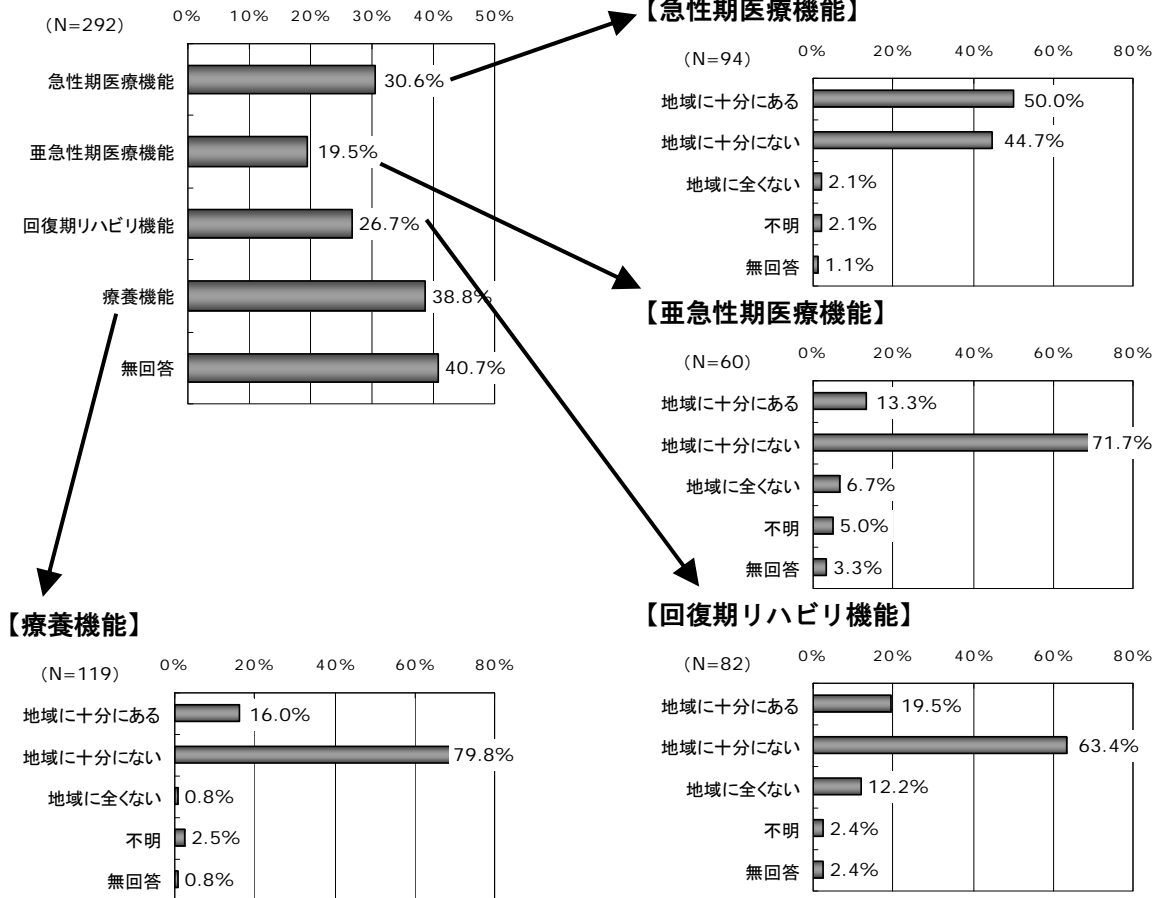 (N=292)
0% 10% 20% 30% 40% 50%
急性期医療機能 30.6%
亜急性期医療機能 19.5%
回復期リハビリ機能 26.7%
療養機能 38.8%
無回答 40.7%
【急性期医療機能】
(N=94)
0% 20% 40% 60% 80%
地域に十分にある 50.0%
地域に十分にない 44.7%
地域に全くない 2.1%
不明 2.1%
無回答 1.1%
【亜急性期医療機能】
(N=60)
0% 20% 40% 60% 80%
地域に十分にある 13.3%
地域に十分にない 71.7%
地域に全くない 6.7%
不明 5.0%
無回答 3.3%
【療養機能】
(N=119)
0% 20% 40% 60% 80%
地域に十分にある 16.0%
地域に十分にない 79.8%
地域に全くない 0.8%
不明 2.5%
無回答 0.8%
【回復期リハビリ機能】
(N=82)
0% 20% 40% 60% 80%
地域に十分にある 19.5%
地域に十分にない 63.4%
地域に全くない 12.2%
不明 2.4%
無回答 2.4%